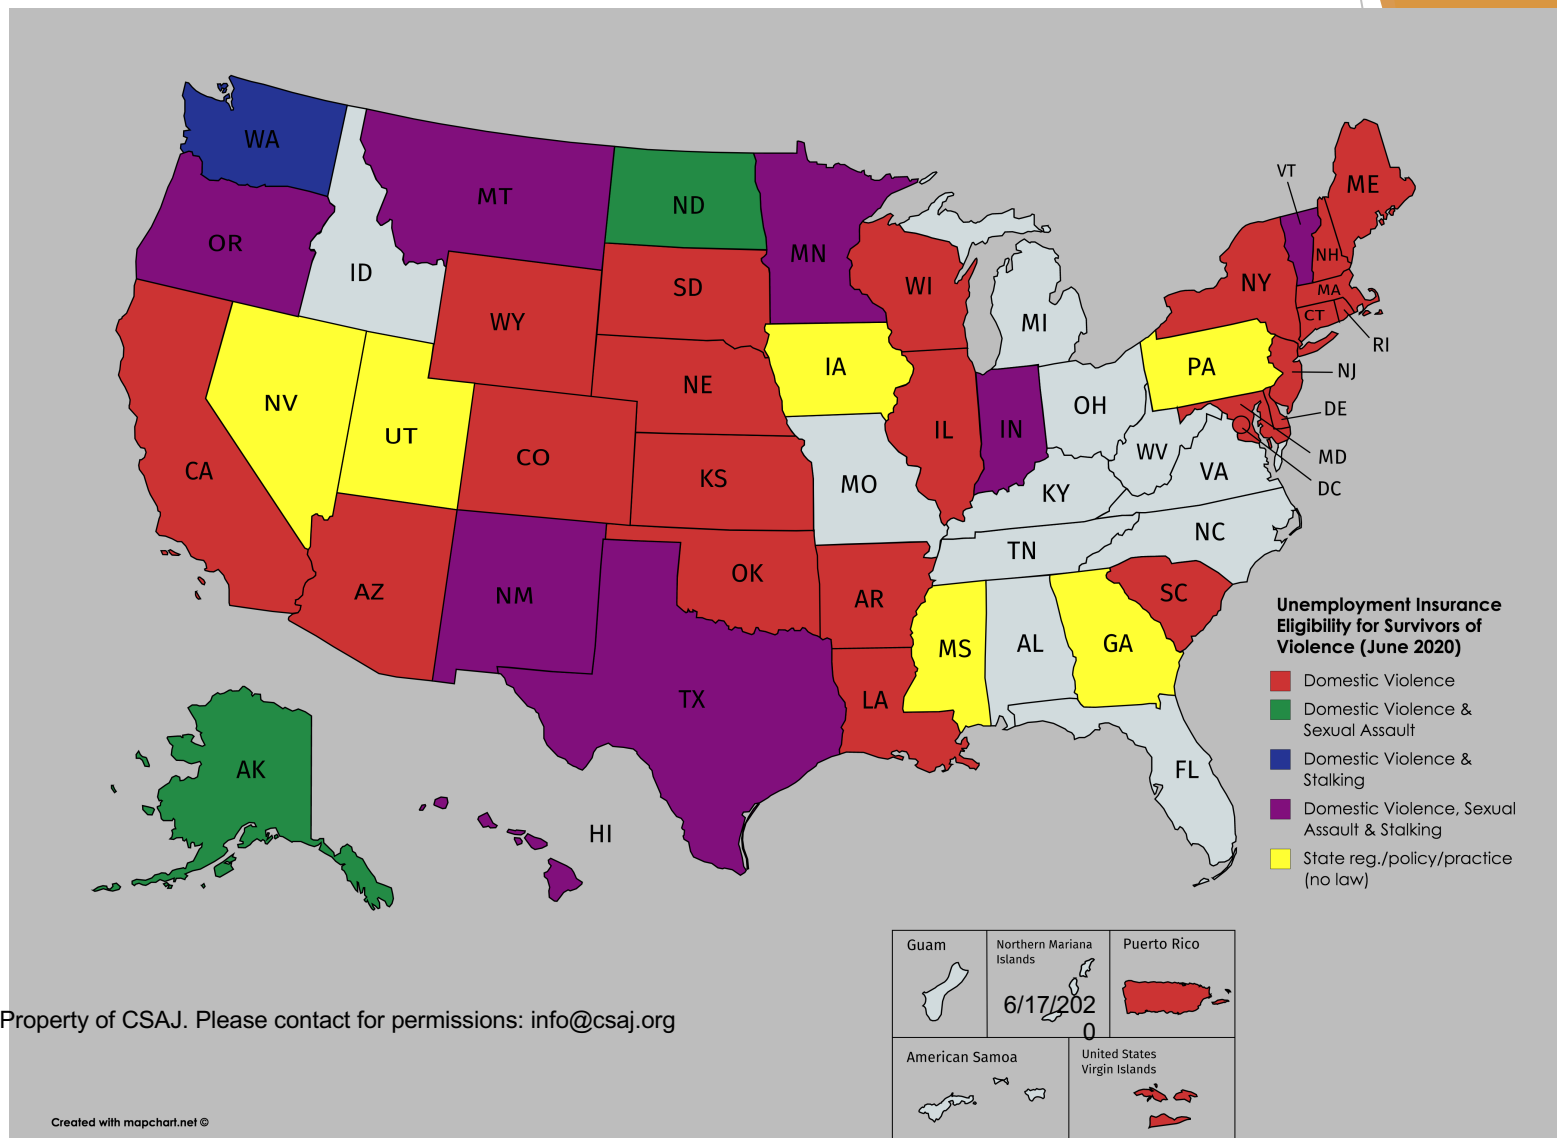 WA
MT
ND
MN
OR
ID
WY
SD
WI
MI
VT
ME
NH
NY
MA
CT
RI
NJ
PA
DE
MD
DC
NV
UT
CA
CO
NE
IA
KS
MO
IL
IN
OH
WV
VA
KY
NC
TN
AZ
NM
OK
AR
SC
MS
AL
GA
TX
LA
FL
AK
HI
Unemployment Insurance
Eligibility for Survivors of
Violence (June 2020)
Domestic Violence
Domestic Violence &
Sexual Assault
Domestic Violence &
Stalking
Domestic Violence, Sexual
Assault & Stalking
State reg./policy/practice
(no law)
Guam
Northern Mariana
Islands
Puerto Rico
6/17/202
0
American Samoa
United States
Virgin Islands
Property of CSAJ. Please contact for permissions: info@csaj.org
Created with mapchart.net ©